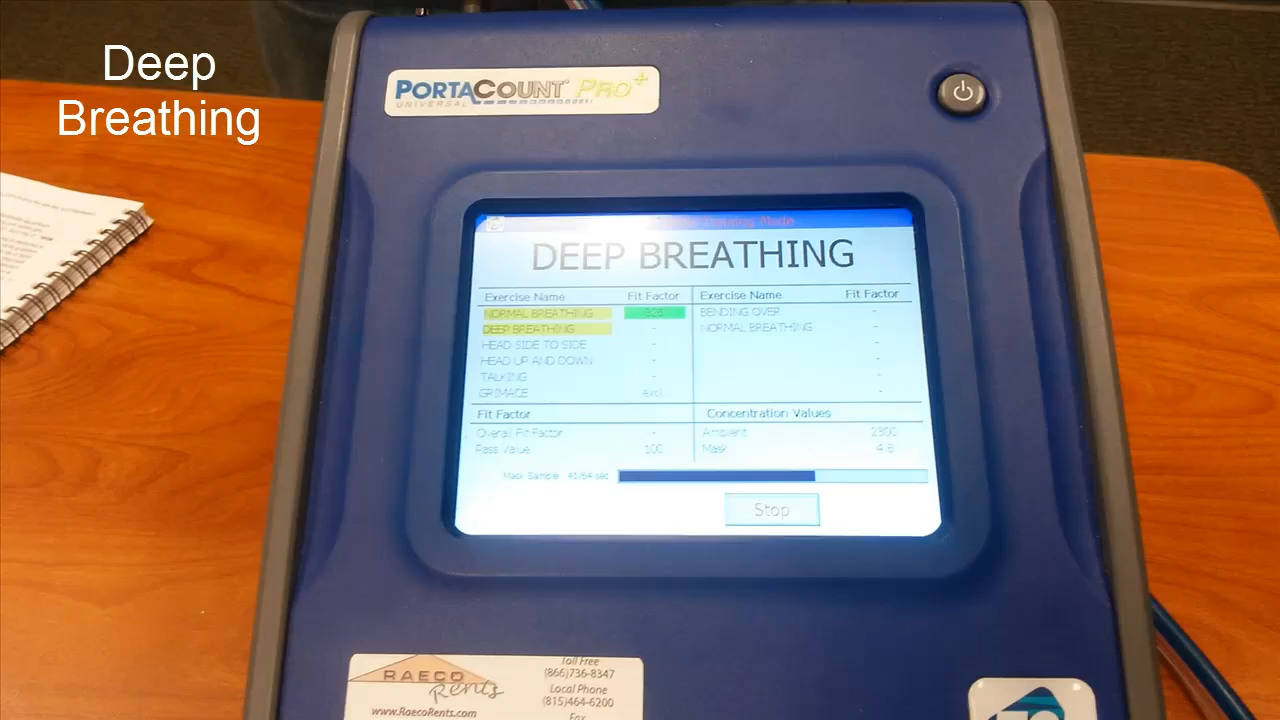 Deep
Breathing
PORTACOUNT® PRO+
UNIVERSAL
DEEP BREATHING
Exercise Name Fit Factor Exercise Name Fit Factor
NORMAL BREATHING BENDING OVER -
DEEP BREATHING - NORMAL BREATHING -
HEAD SIDE TO SIDE - -
HEAD UP AND DOWN - -
TALKING - -
GRIMACE excl -
Fit Factor Concentration Values
Overall Fit Factor - Ambient 2300
Pass Value 100 Mask 4.8
Mask Sample 41/64 sec
Stop
RAECO
Rents
www.RaecoRents.com
Toll Free
(866)736-8347
Local Phone
(815)464-6200
Fax